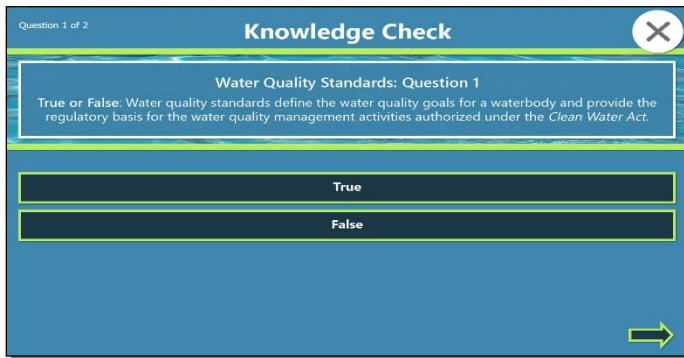 Question 1 of 2
Knowledge Check
Water Quality Standards: Question 1
True or False: Water quality standards define the water quality goals for a waterbody and provide the
regulatory basis for the water quality management activities authorized under the Clean Water Act.
True
False